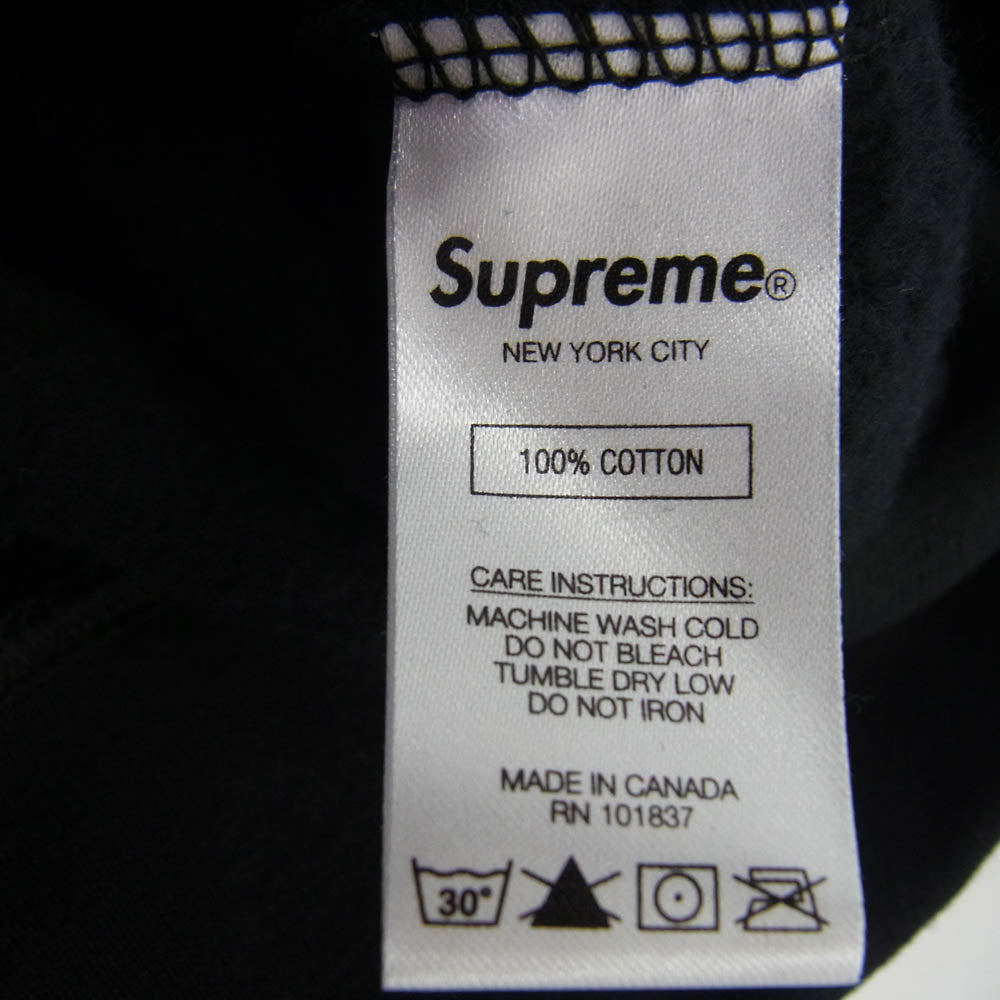 Supreme®
NEW YORK CITY
100% COTTON
CARE INSTRUCTIONS:
MACHINE WASH COLD
DO NOT BLEACH
TUMBLE DRY LOW
DO NOT IRON
MADE IN CANADA
RN 101837
30°